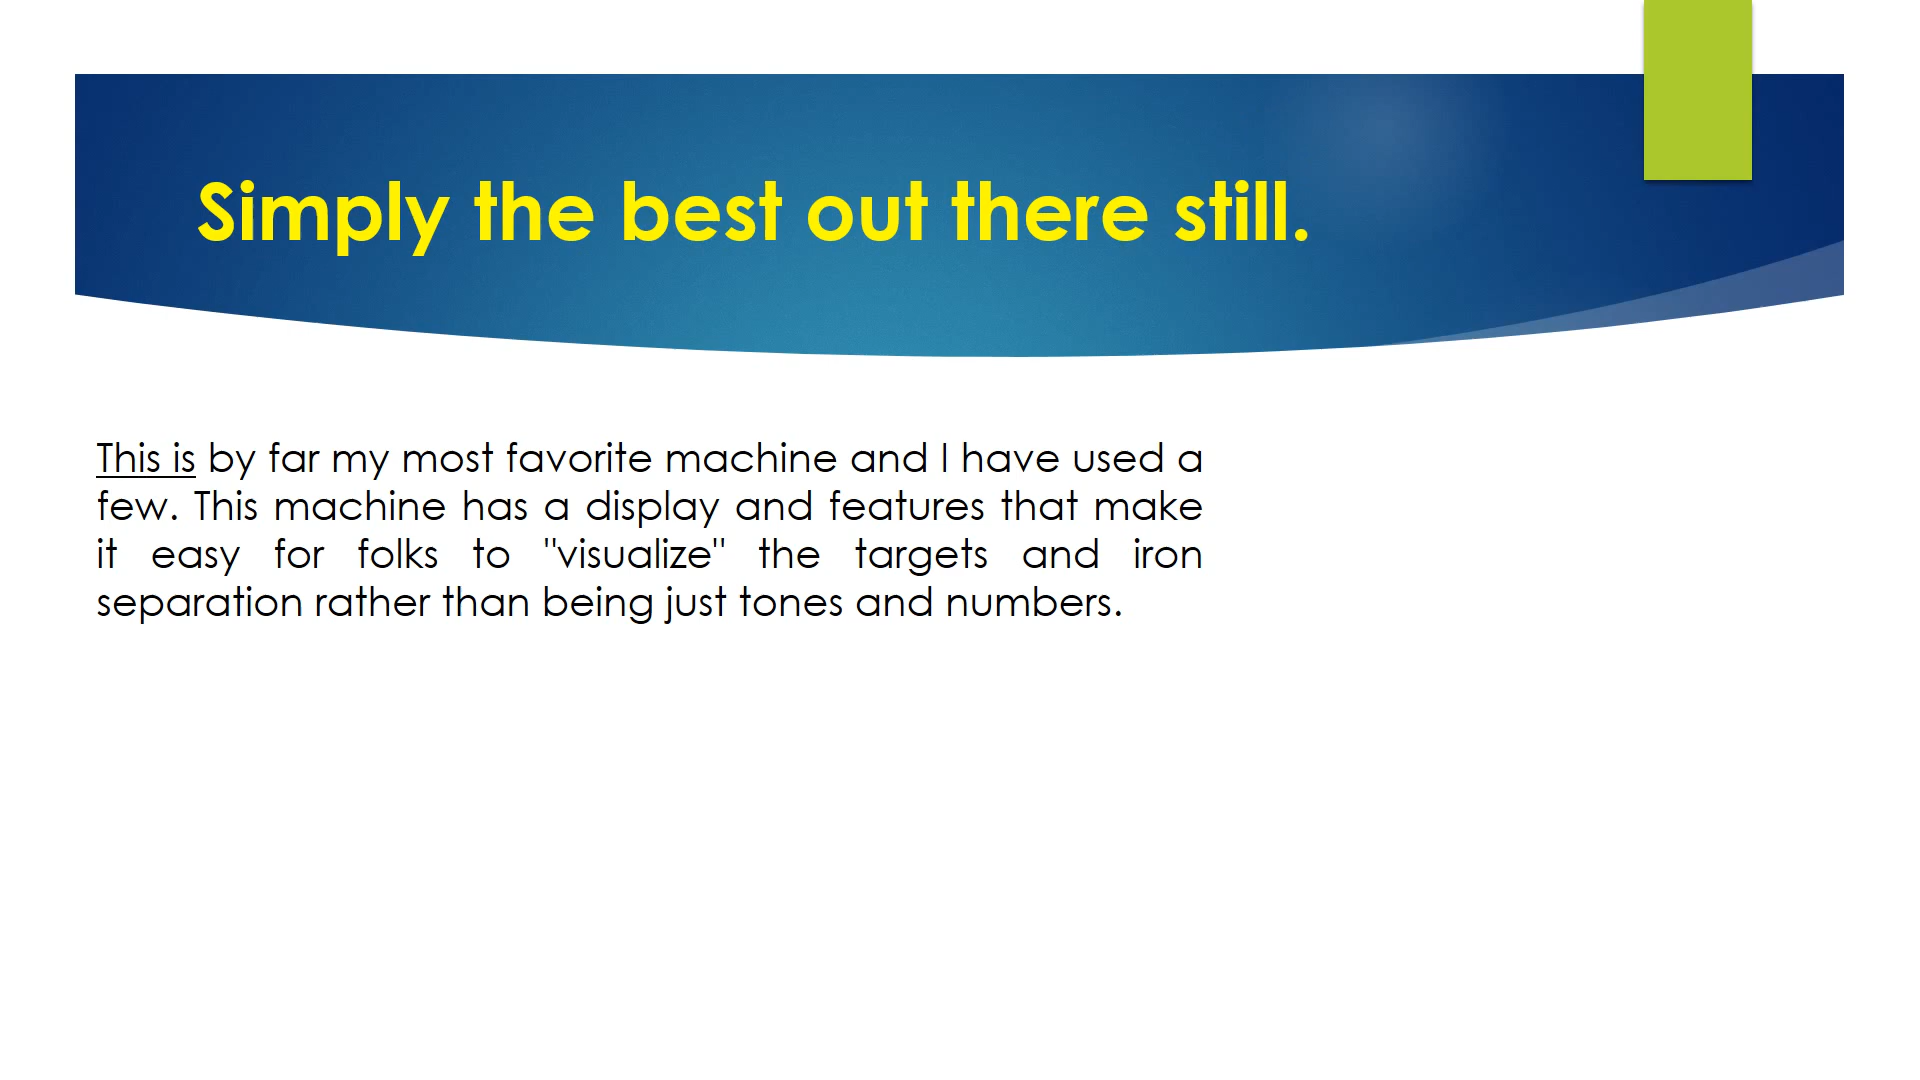 Simply the best out there still.
This is by far my most favorite machine and I have used a
few. This machine has a display and features that make
it easy for folks to "visualize" the targets and iron
separation rather than being just tones and numbers.